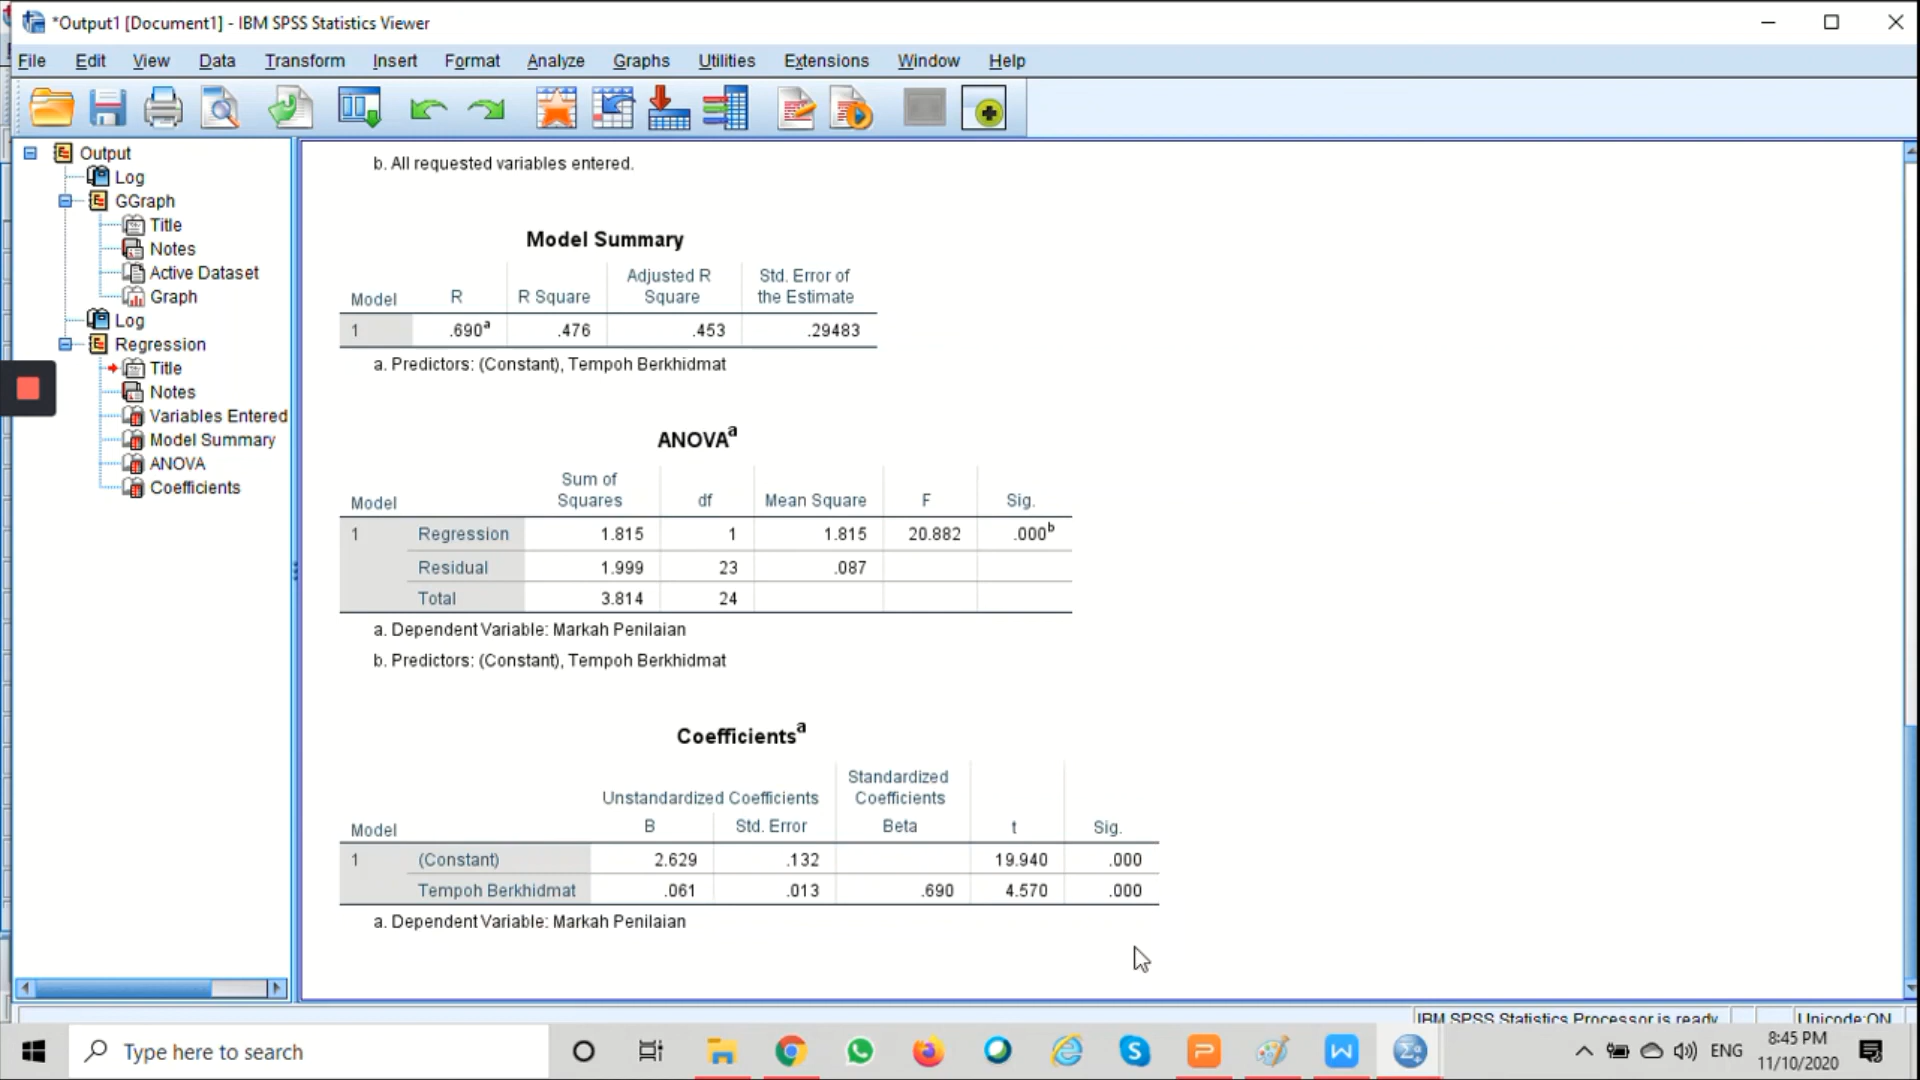 *Output1 [Document1] - IBM SPSS Statistics Viewer
File Edit View Data Transform Insert Format Analyze Graphs Utilities Extensions Window Help
Output
Log
GGraph
Title
Notes
Active Dataset
Graph
Log
Regression
Title
Notes
Variables Entered
Model Summary
ANOVA
Coefficients
b. All requested variables entered.
Model Summary
Model R R Square Adjusted R Square Std. Error of the Estimate
1 .690a .476 .453 .29483
a. Predictors: (Constant), Tempoh Berkhidmat
ANOVAa
Model Sum of Squares df Mean Square F Sig.
1 Regression 1.815 1 1.815 20.882 .000b
Residual 1.999 23 .087
Total 3.814 24
a. Dependent Variable: Markah Penilaian
b. Predictors: (Constant), Tempoh Berkhidmat
Coefficientsa
Unstandardized Coefficients Standardized Coefficients
Model B Std. Error Beta t Sig.
1 (Constant) 2.629 .132 19.940 .000
Tempoh Berkhidmat .061 .013 .690 4.570 .000
a. Dependent Variable: Markah Penilaian
IBM SPSS Statistics Processor is ready Unicode:ON
Type here to search
ENG
8:45 PM
11/10/2020